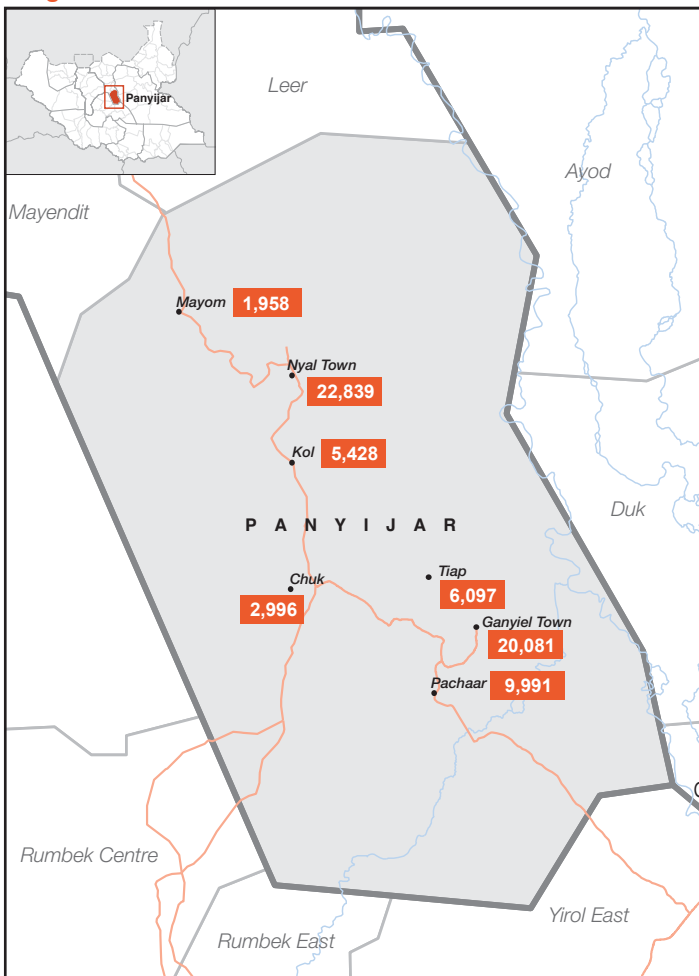 Panyijar
Leer
Ayod
Mayendit
Mayom
1,958
Nyal Town
22,839
Kol
5,428
Duk
P A N Y I J A R
Chuk
2,996
Tiap
6,097
Ganyiel Town
20,081
Pachaar
9,991
Rumbek Centre
Rumbek East
Yirol East